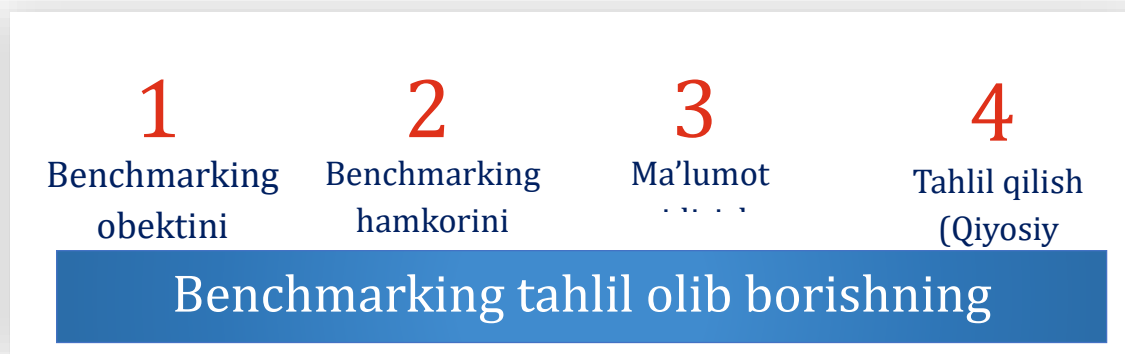 1
Benchmarking
obektini
2
Benchmarking
hamkorini
3
Ma’lumot
4
Tahlil qilish
(Qiyosiy
Benchmarking tahlil olib borishning